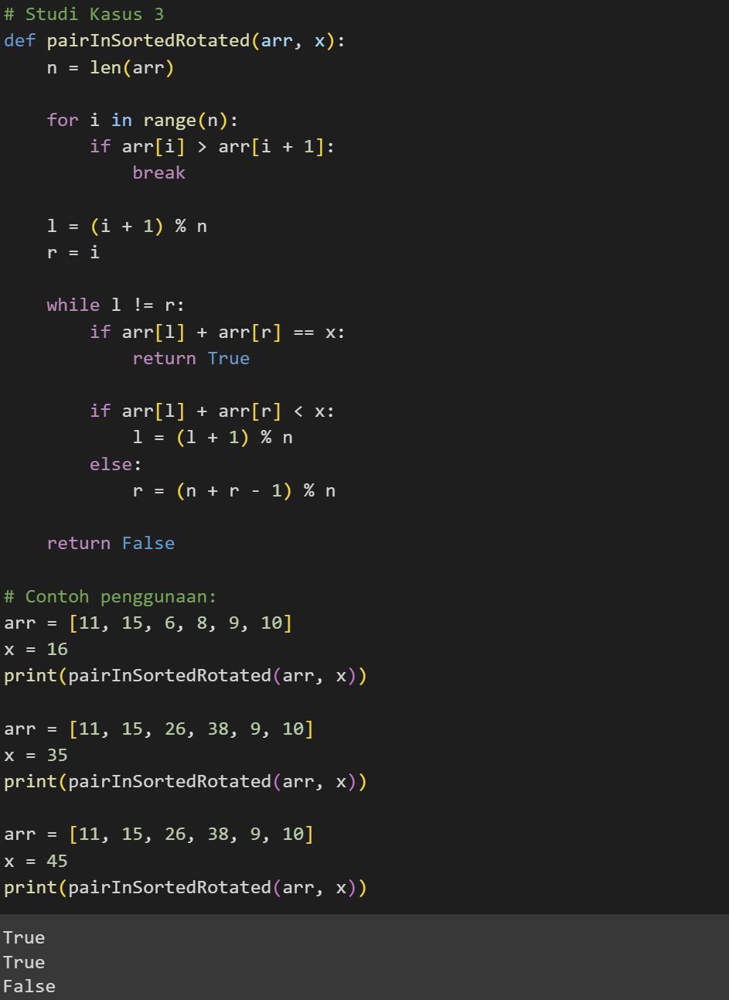 # Studi Kasus 3
def pairInSortedRotated(arr, x):
    n = len(arr)

    for i in range(n):
        if arr[i] > arr[i + 1]:
            break

    l = (i + 1) % n
    r = i

    while l != r:
        if arr[l] + arr[r] == x:
            return True

        if arr[l] + arr[r] < x:
            l = (l + 1) % n
        else:
            r = (n + r - 1) % n

    return False

# Contoh penggunaan:
arr = [11, 15, 6, 8, 9, 10]
x = 16
print(pairInSortedRotated(arr, x))

arr = [11, 15, 26, 38, 9, 10]
x = 35
print(pairInSortedRotated(arr, x))

arr = [11, 15, 26, 38, 9, 10]
x = 45
print(pairInSortedRotated(arr, x))

True
True
False